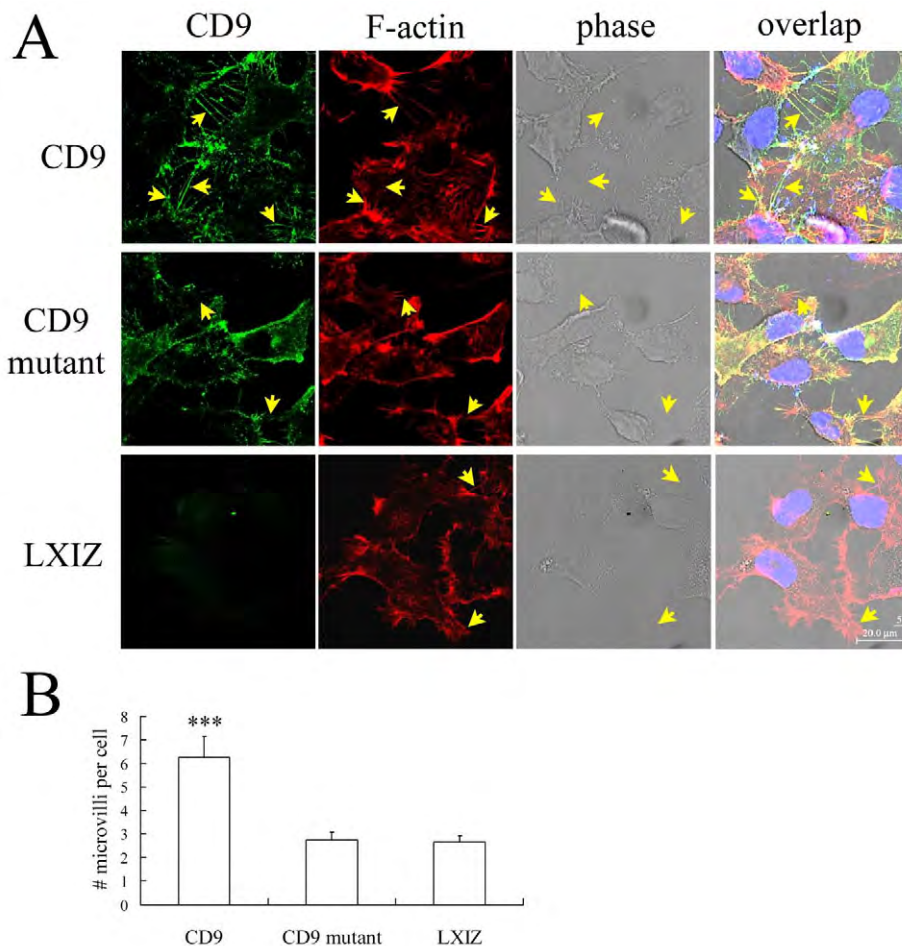 A
CD9 F-actin phase overlap
CD9
CD9
mutant
LXIZ
5
20.0 µm
B
# microvilli per cell
8
7
6
5
4
3
2
1
0
***
CD9 CD9 mutant LXIZ